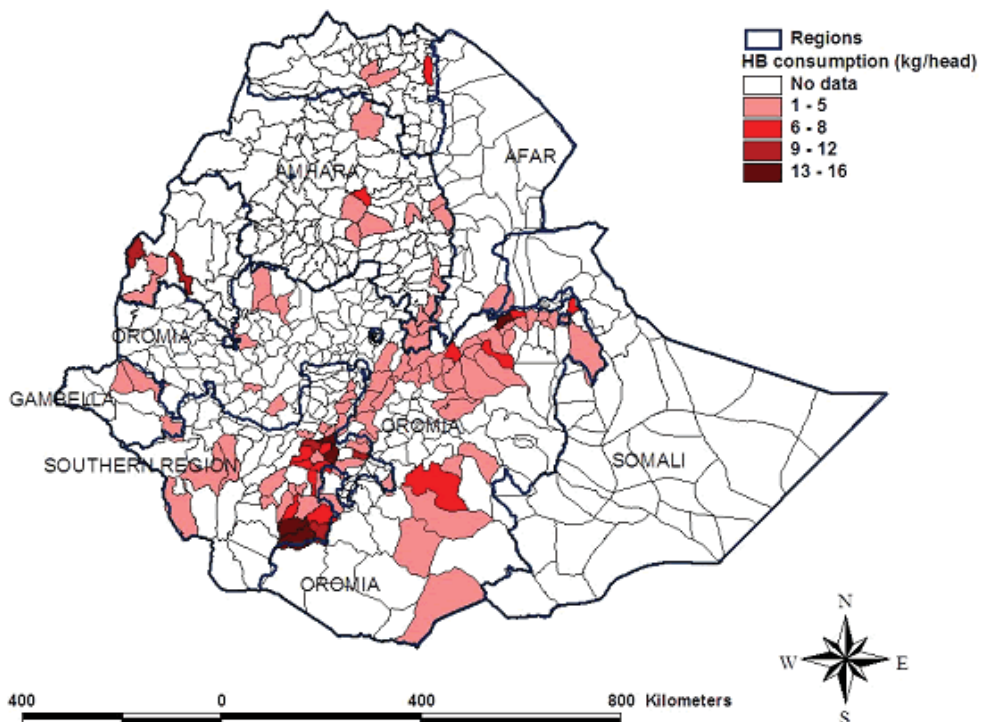 Regions
HB consumption (kg/head)
No data
1 - 5
6 - 8
9 - 12
13 - 16
AFAR
AMHARA
OROMIA
GAMBELLA
OROMIA
SOUTHERN REGION
SOMALI
OROMIA
N
W E
S
400 0 400 800 Kilometers